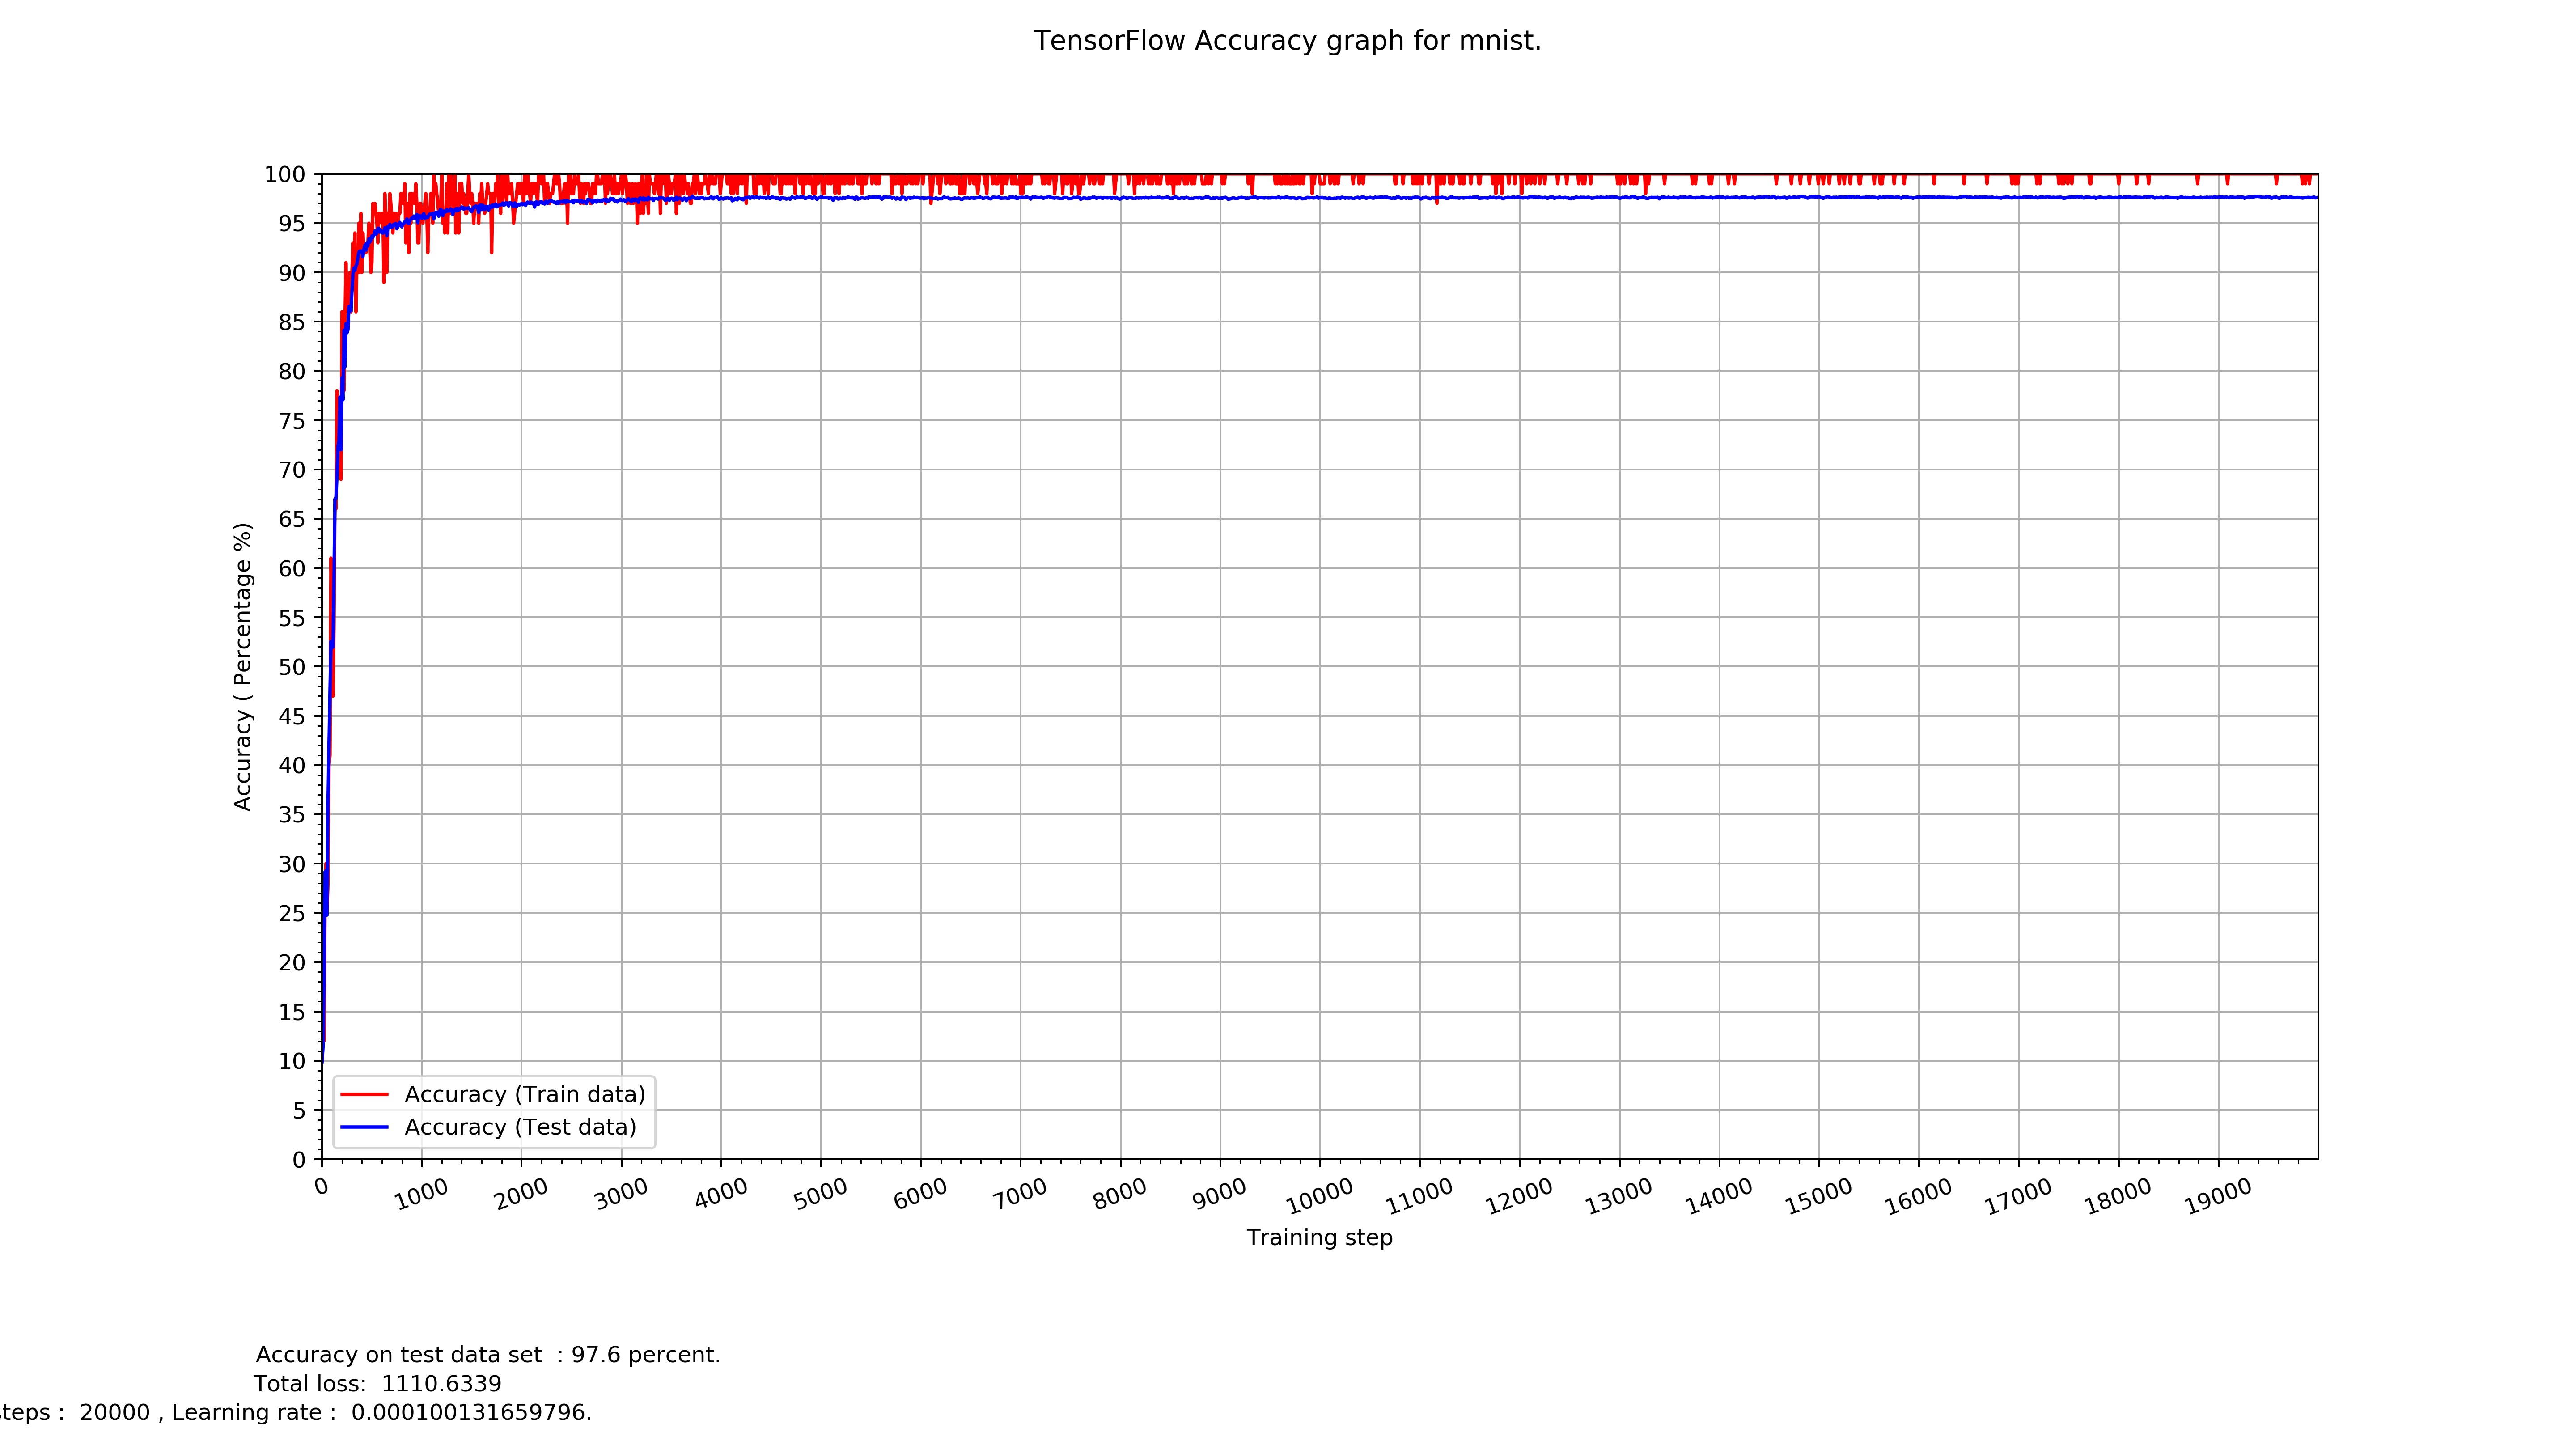 TensorFlow Accuracy graph for mnist.
100
95
90
85
80
75
70
65
60
55
50
45
40
35
30
25
20
15
10
5
0
Accuracy ( Percentage %)
Accuracy (Train data)
Accuracy (Test data)
0 1000 2000 3000 4000 5000 6000 7000 8000 9000 10000 11000 12000 13000 14000 15000 16000 17000 18000 19000
Training step
Accuracy on test data set : 97.6 percent.
Total loss: 1110.6339
: 20000 , Learning rate : 0.000100131659796.